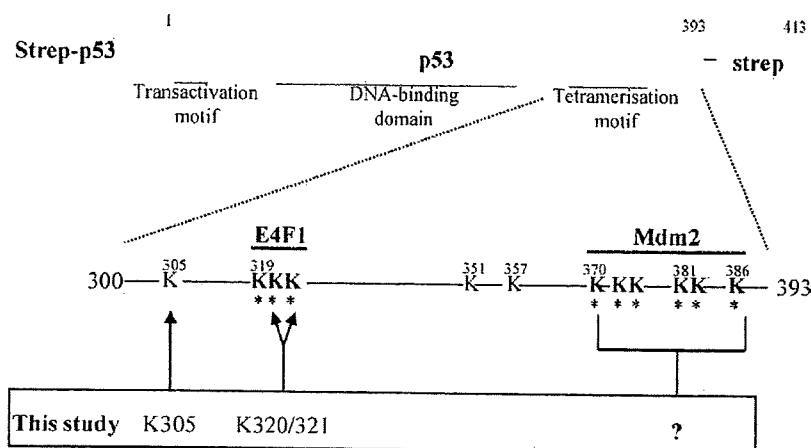 1 393 413
Strep-p53 p53 – strep
Transactivation motif
DNA-binding domain
Tetramerisation motif
E4F1 Mdm2
305 319 351 357 370 381 386
300 K KKK K K K KK KK K 393
* * * * * * * * *
This study K305 K320/321 ?